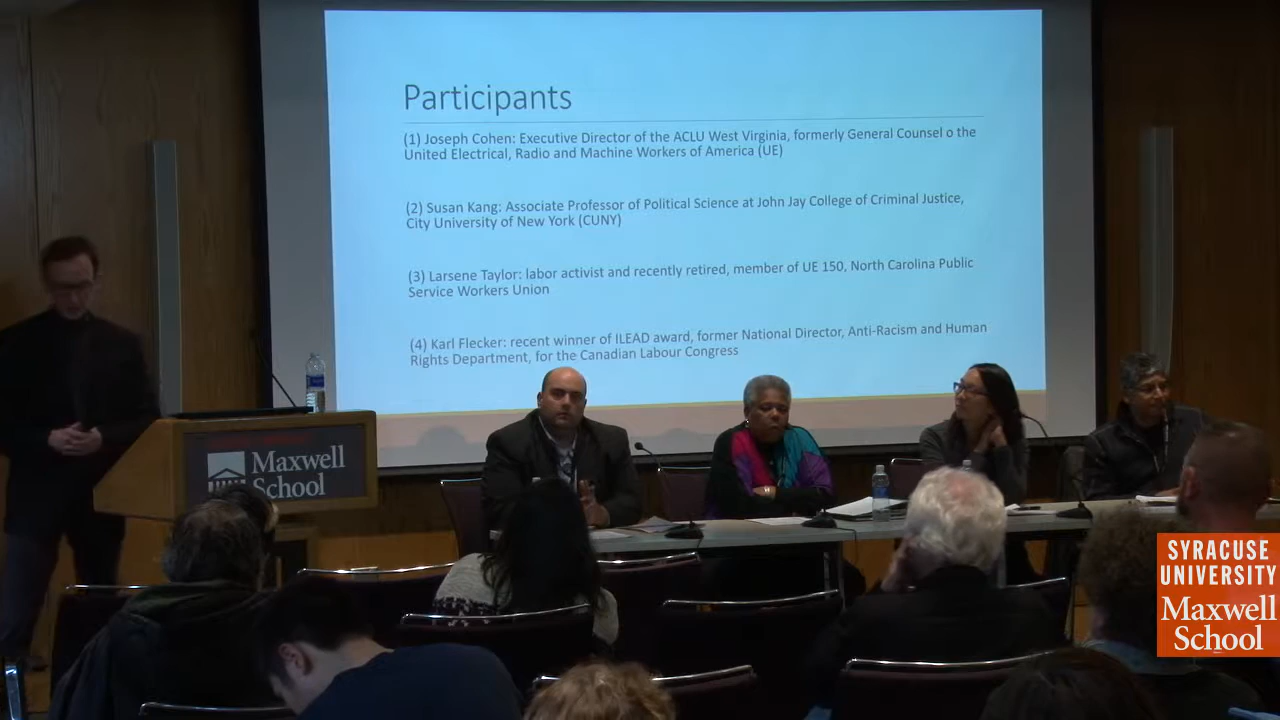 Participants
(1) Joseph Cohen: Executive Director of the ACLU West Virginia, formerly General Counsel o the
United Electrical, Radio and Machine Workers of America (UE)
(2) Susan Kang: Associate Professor of Political Science at John Jay College of Criminal Justice,
City University of New York (CUNY)
(3) Larsene Taylor: labor activist and recently retired, member of UE 150, North Carolina Public
Service Workers Union
(4) Karl Flecker: recent winner of ILEAD award, former National Director, Anti-Racism and Human
Rights Department, for the Canadian Labour Congress
Maxwell
School
SYRACUSE
UNIVERSITY
Maxwell
School